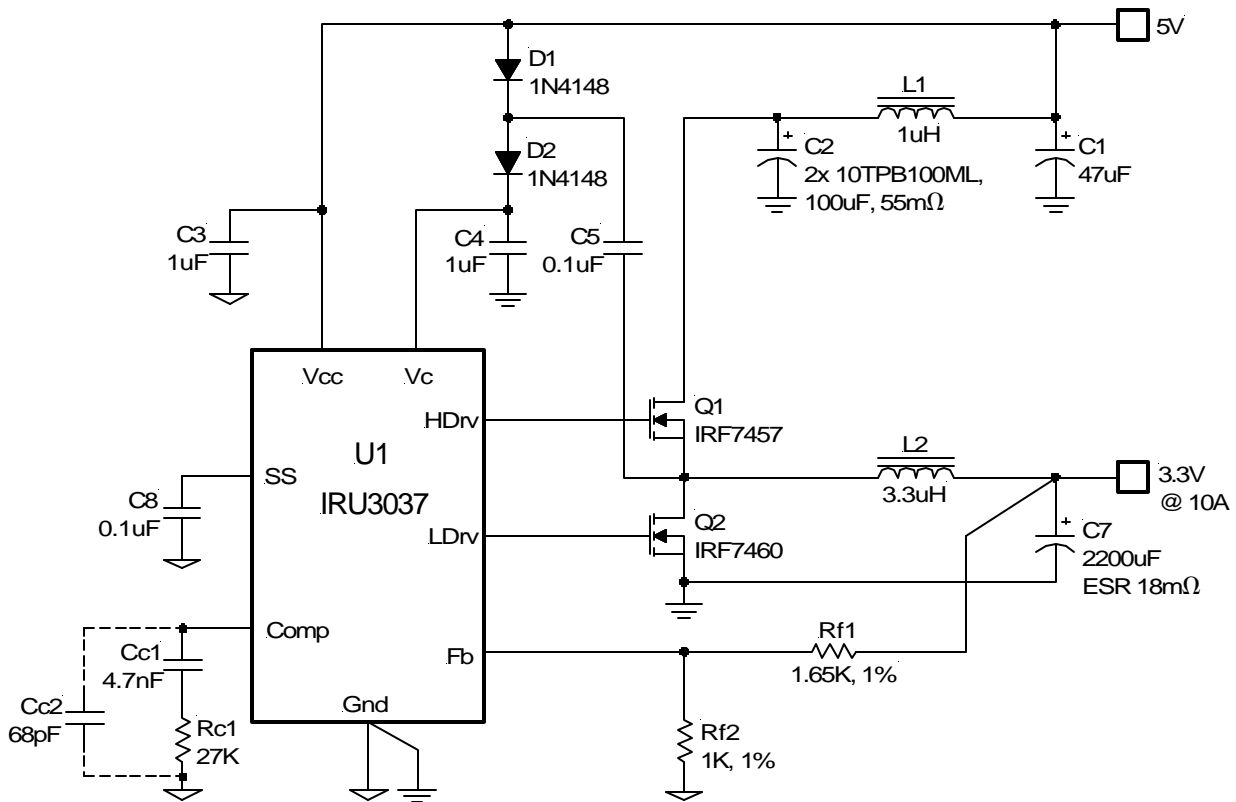 5V
D1
1N4148
L1
1uH
C2
2x 10TPB100ML,
100uF, 55mΩ
C1
47uF
D2
1N4148
C3
1uF
C4
1uF
C5
0.1uF
Vcc
Vc
HDrv
Q1
IRF7457
U1
IRU3037
SS
C8
0.1uF
L2
3.3uH
3.3V
@ 10A
LDrv
Q2
IRF7460
C7
2200uF
ESR 18mΩ
Comp
Cc1
4.7nF
Cc2
68pF
Rc1
27K
Fb
Gnd
Rf1
1.65K, 1%
Rf2
1K, 1%